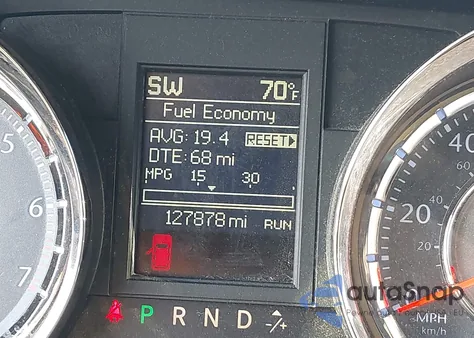 SW 70°F
Fuel Economy
AVG: 19.4 RESET
DTE: 68 mi
MPG 15 30
127878 mi RUN
P R N D -/+
5
6
7
40
20
40
20
MPH
km/h
autoSnap